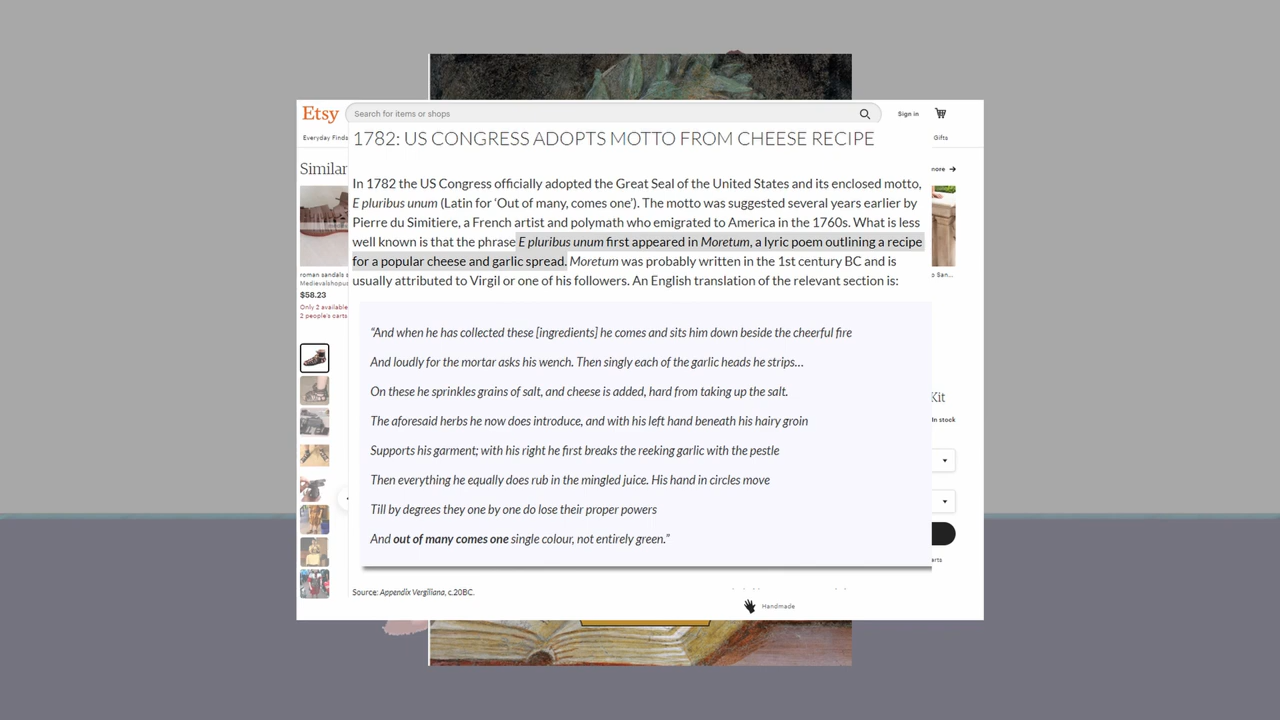 Etsy
Search for items or shops
Sign in
Everyday Finds
Gifts
1782: US CONGRESS ADOPTS MOTTO FROM CHEESE RECIPE
Similar
more →
In 1782 the US Congress officially adopted the Great Seal of the United States and its enclosed motto,
E pluribus unum (Latin for ‘Out of many, comes one’). The motto was suggested several years earlier by
Pierre du Simitiere, a French artist and polymath who emigrated to America in the 1760s. What is less
well known is that the phrase E pluribus unum first appeared in Moretum, a lyric poem outlining a recipe
for a popular cheese and garlic spread. Moretum was probably written in the 1st century BC and is
usually attributed to Virgil or one of his followers. An English translation of the relevant section is:
roman sandals s
Medievalshopus
$58.23
Only 2 available
2 people's carts
o San...
“And when he has collected these [ingredients] he comes and sits him down beside the cheerful fire
And loudly for the mortar asks his wench. Then singly each of the garlic heads he strips...
On these he sprinkles grains of salt, and cheese is added, hard from taking up the salt.
The aforesaid herbs he now does introduce, and with his left hand beneath his hairy groin
Supports his garment; with his right he first breaks the reeking garlic with the pestle
Then everything he equally does rub in the mingled juice. His hand in circles move
Till by degrees they one by one do lose their proper powers
And out of many comes one single colour, not entirely green.”
Kit
In stock
arts
Source: Appendix Vergiliana, c.20BC.
Handmade